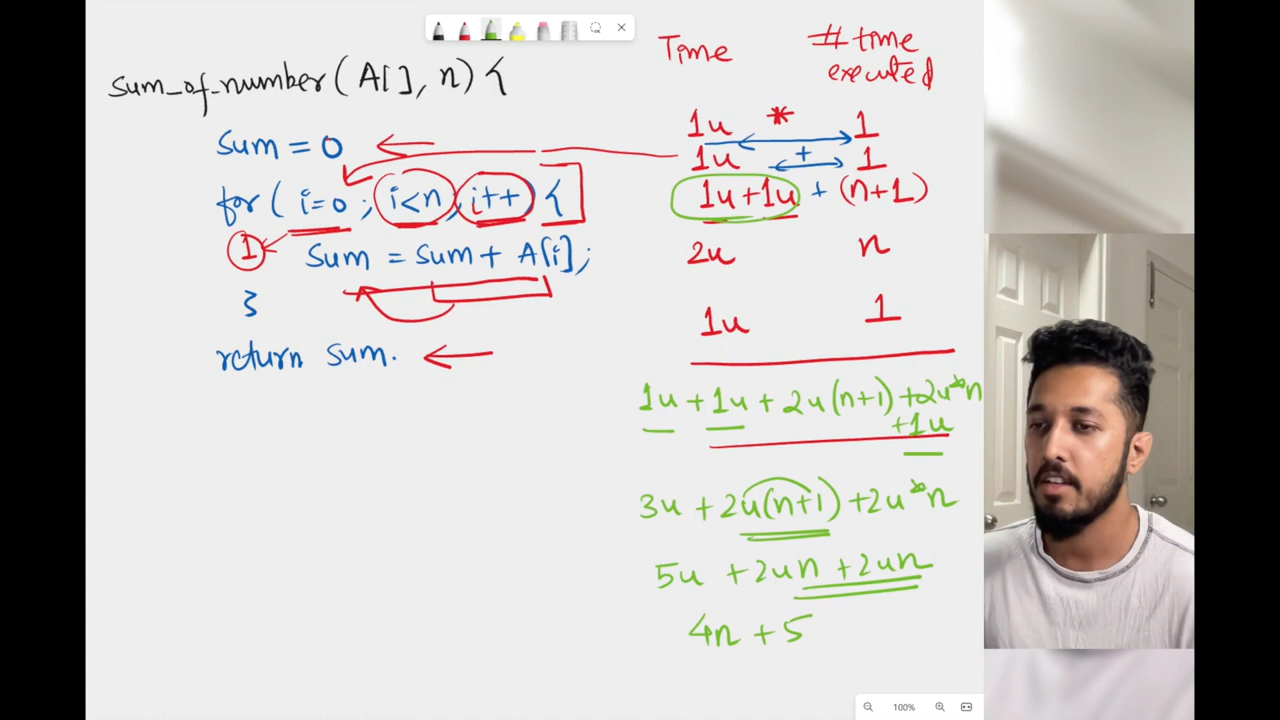 Time
# time
executed
sum_of_number(A[], n) {
sum = 0
for ( i=0 ; i<n ; i++) {
1
sum = sum + A[i];
}
return sum.
1u * 1
1u + 1
1u+1u + (n+1)
2u n
1u 1
1u + 1u + 2u(n+1) + 2u*n
+1u
3u + 2u(n+1) + 2u*n
5u + 2un + 2un
4n + 5
100%